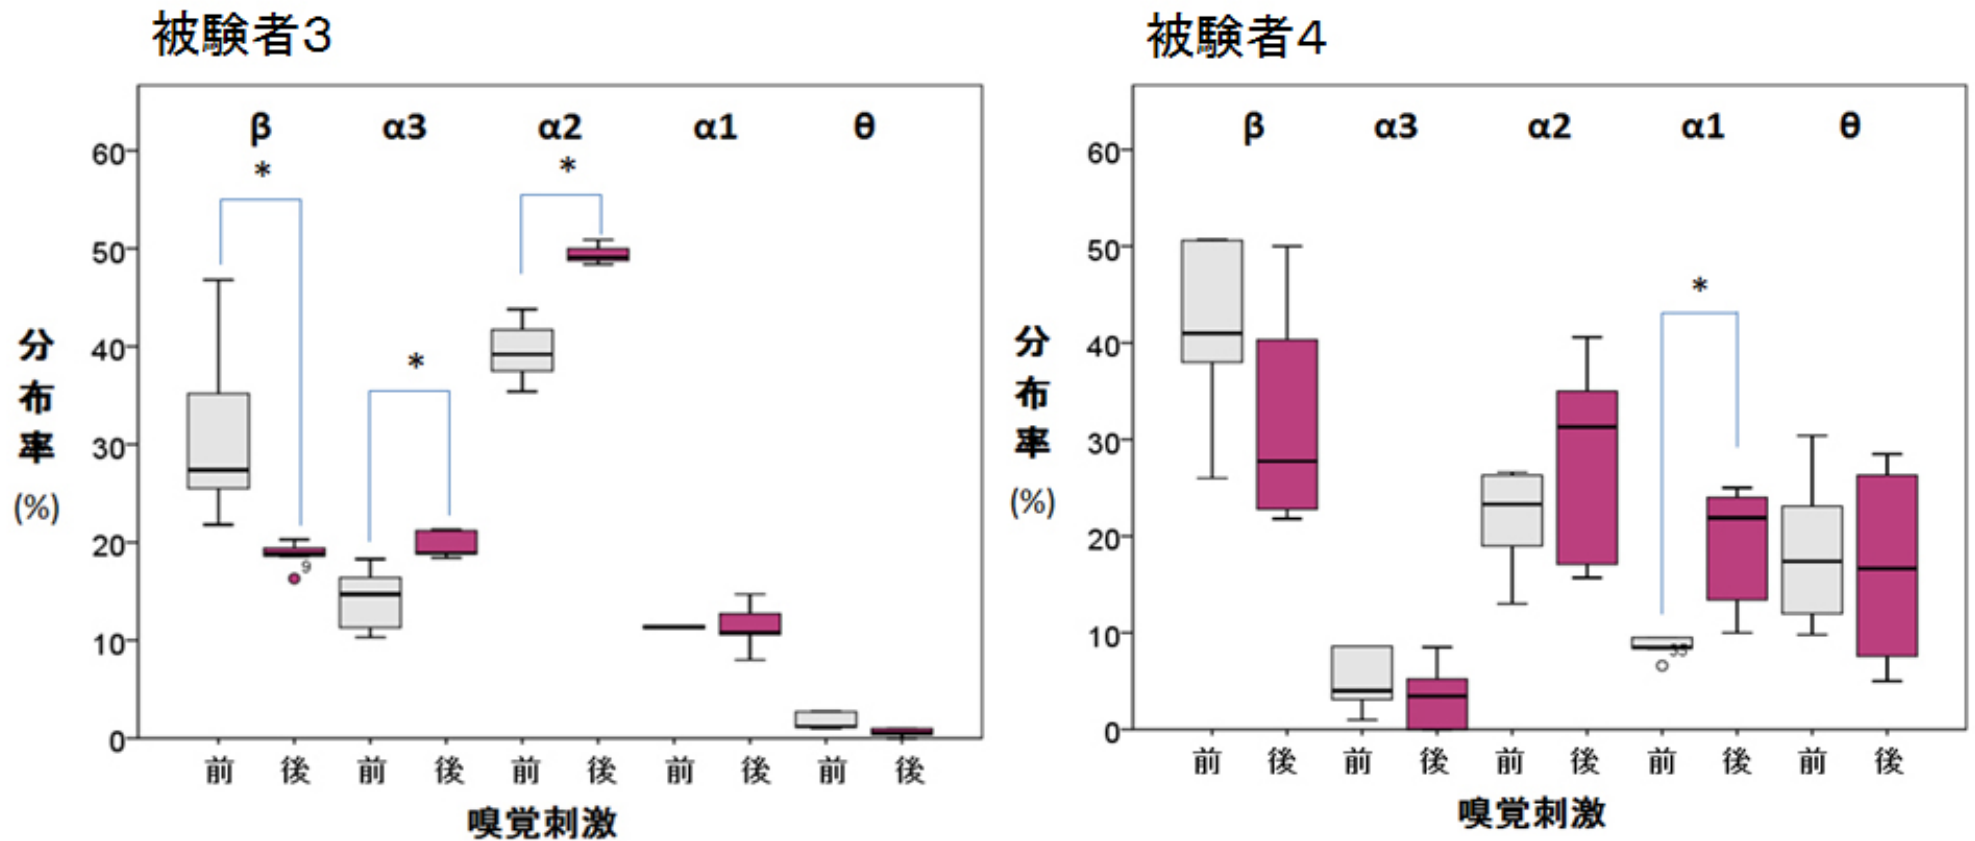 被験者3
β α3 α2 α1 θ
* * *
60
50
40
30
20
10
0
分布率
(%)
9
前 後 前 後 前 後 前 後 前 後
嗅覚刺激
被験者4
β α3 α2 α1 θ
*
60
50
40
30
20
10
0
分布率
(%)
前 後 前 後 前 後 前 後 前 後
嗅覚刺激